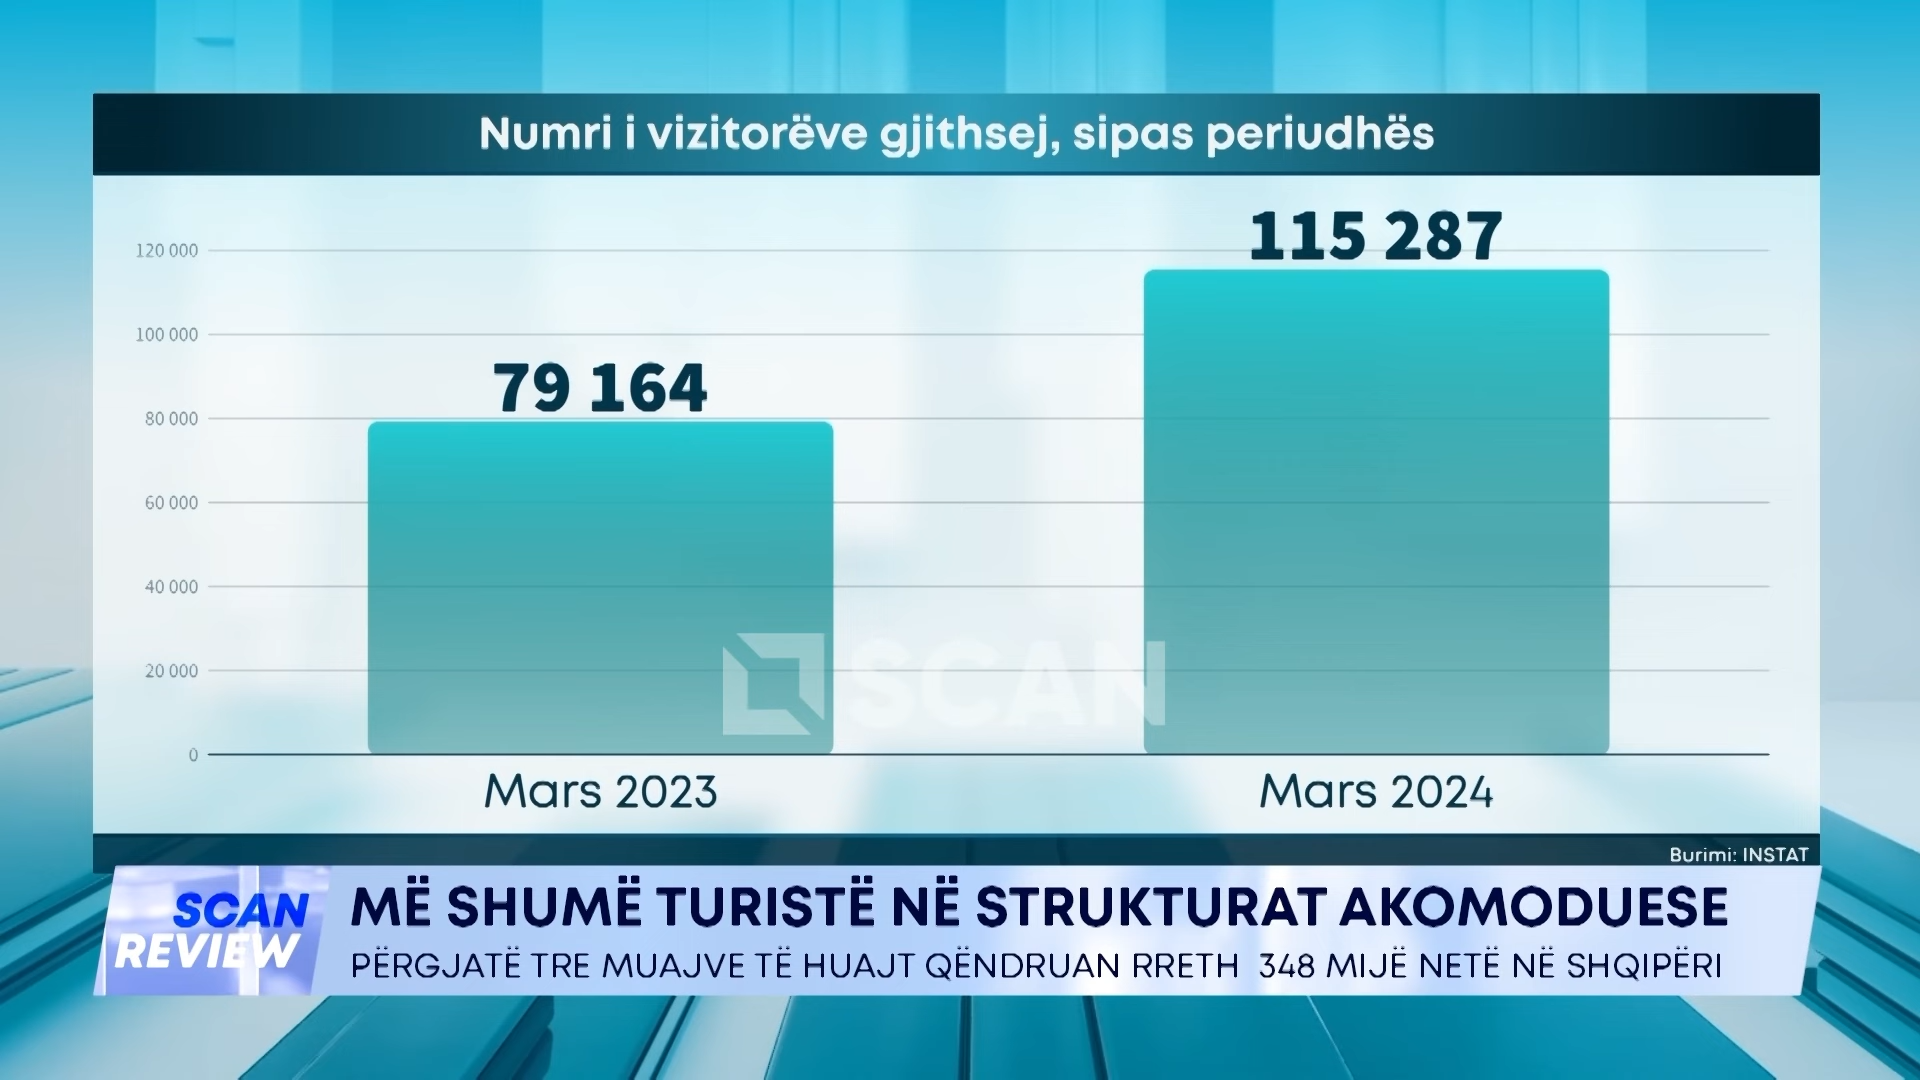 Numri i vizitorëve gjithsej, sipas periudhës
120 000
100 000
80 000
60 000
40 000
20 000
0
79 164
115 287
SCAN
Mars 2023
Mars 2024
Burimi: INSTAT
SCAN
REVIEW
MË SHUMË TURISTË NË STRUKTURAT AKOMODUESE
PËRGJATË TRE MUAJVE TË HUAJT QËNDRUAN RRETH 348 MIJË NETË NË SHQIPËRI